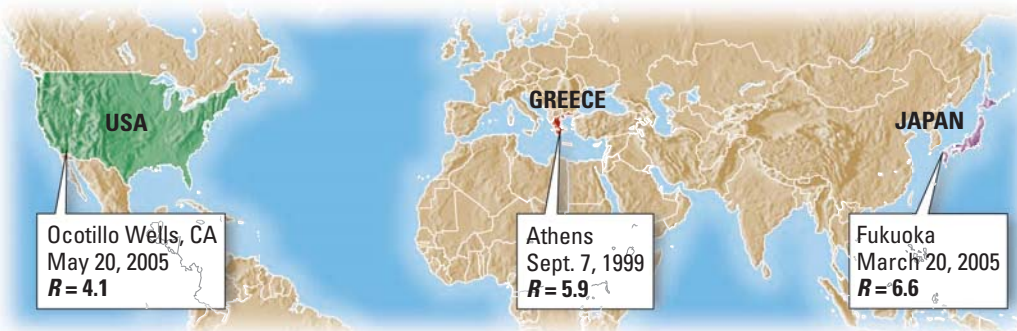 USA
GREECE
JAPAN
Ocotillo Wells, CA
May 20, 2005
R = 4.1
Athens
Sept. 7, 1999
R = 5.9
Fukuoka
March 20, 2005
R = 6.6